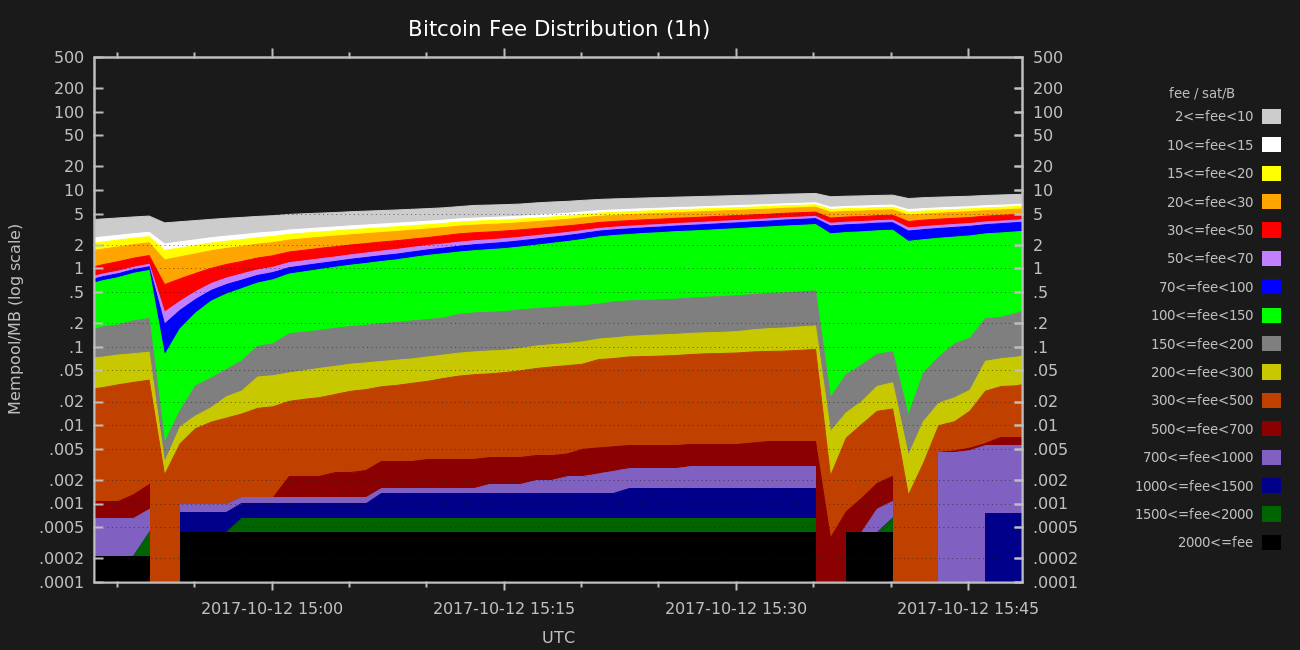 Bitcoin Fee Distribution (1h)
Mempool/MB (log scale)
500
200
100
50
20
10
5
2
1
.5
.2
.1
.05
.02
.01
.005
.002
.001
.0005
.0002
.0001
500
200
100
50
20
10
5
2
1
.5
.2
.1
.05
.02
.01
.005
.002
.001
.0005
.0002
.0001
2017-10-12 15:00
2017-10-12 15:15
2017-10-12 15:30
2017-10-12 15:45
UTC
fee / sat/B
2<=fee<10
10<=fee<15
15<=fee<20
20<=fee<30
30<=fee<50
50<=fee<70
70<=fee<100
100<=fee<150
150<=fee<200
200<=fee<300
300<=fee<500
500<=fee<700
700<=fee<1000
1000<=fee<1500
1500<=fee<2000
2000<=fee